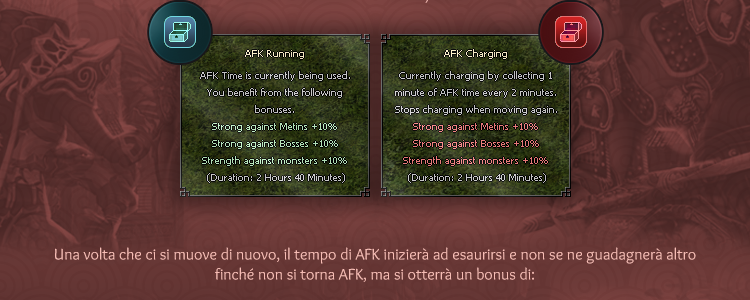 AFK Running
AFK Time is currently being used.
You benefit from the following
bonuses.
Strong against Metins +10%
Strong against Bosses +10%
Strength against monsters +10%
(Duration: 2 Hours 40 Minutes)
AFK Charging
Currently charging by collecting 1
minute of AFK time every 2 minutes.
Stops charging when moving again.
Strong against Metins +10%
Strong against Bosses +10%
Strength against monsters +10%
(Duration: 2 Hours 40 Minutes)
Una volta che ci si muove di nuovo, il tempo di AFK inizierà ad esaurirsi e non se ne guadagnerà altro
finché non si torna AFK, ma si otterrà un bonus di: